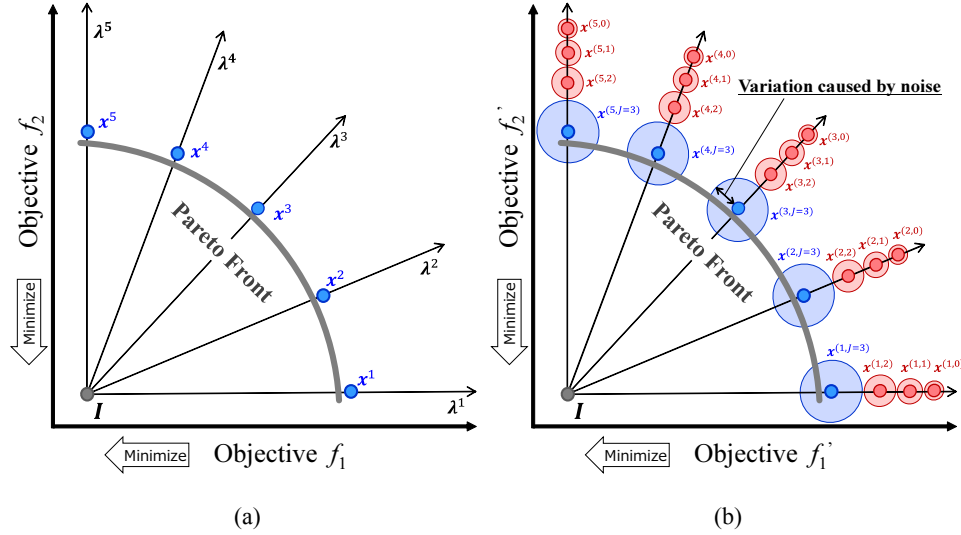 λ⁵
λ⁴
λ³
λ²
λ¹
x⁵
x⁴
x³
x²
x¹
Pareto Front
I
Objective f₂
Minimize
Minimize
Objective f₁
(a)
x⁽⁵,⁰⁾
x⁽⁵,¹⁾
x⁽⁵,²⁾
x⁽⁵,ᴶ⁼³⁾
x⁽⁴,⁰⁾
x⁽⁴,¹⁾
x⁽⁴,²⁾
x⁽⁴,ᴶ⁼³⁾
Variation caused by noise
x⁽³,⁰⁾
x⁽³,¹⁾
x⁽³,²⁾
x⁽³,ᴶ⁼³⁾
x⁽²,⁰⁾
x⁽²,¹⁾
x⁽²,²⁾
x⁽²,ᴶ⁼³⁾
x⁽¹,ᴶ⁼³⁾
x⁽¹,²⁾
x⁽¹,¹⁾
x⁽¹,⁰⁾
Pareto Front
I
Objective f₂'
Minimize
Minimize
Objective f₁'
(b)